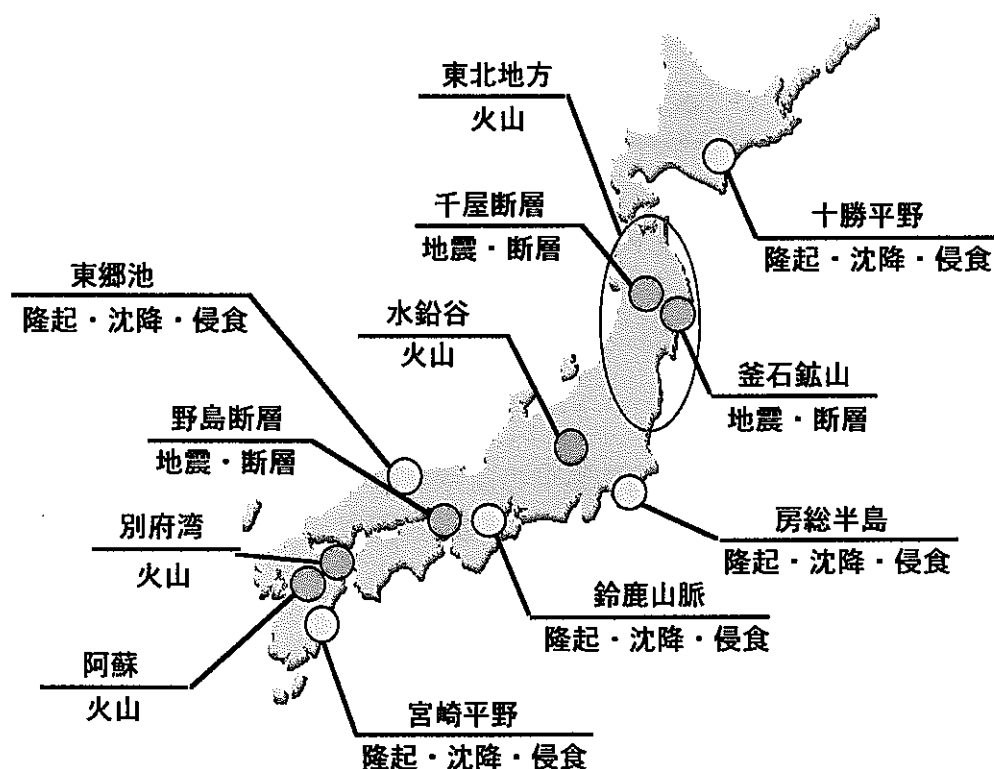 東北地方
火山
千屋断層
地震・断層
十勝平野
隆起・沈降・侵食
東郷池
隆起・沈降・侵食
水鉛谷
火山
釜石鉱山
地震・断層
野島断層
地震・断層
房総半島
隆起・沈降・侵食
別府湾
火山
鈴鹿山脈
隆起・沈降・侵食
阿蘇
火山
宮崎平野
隆起・沈降・侵食